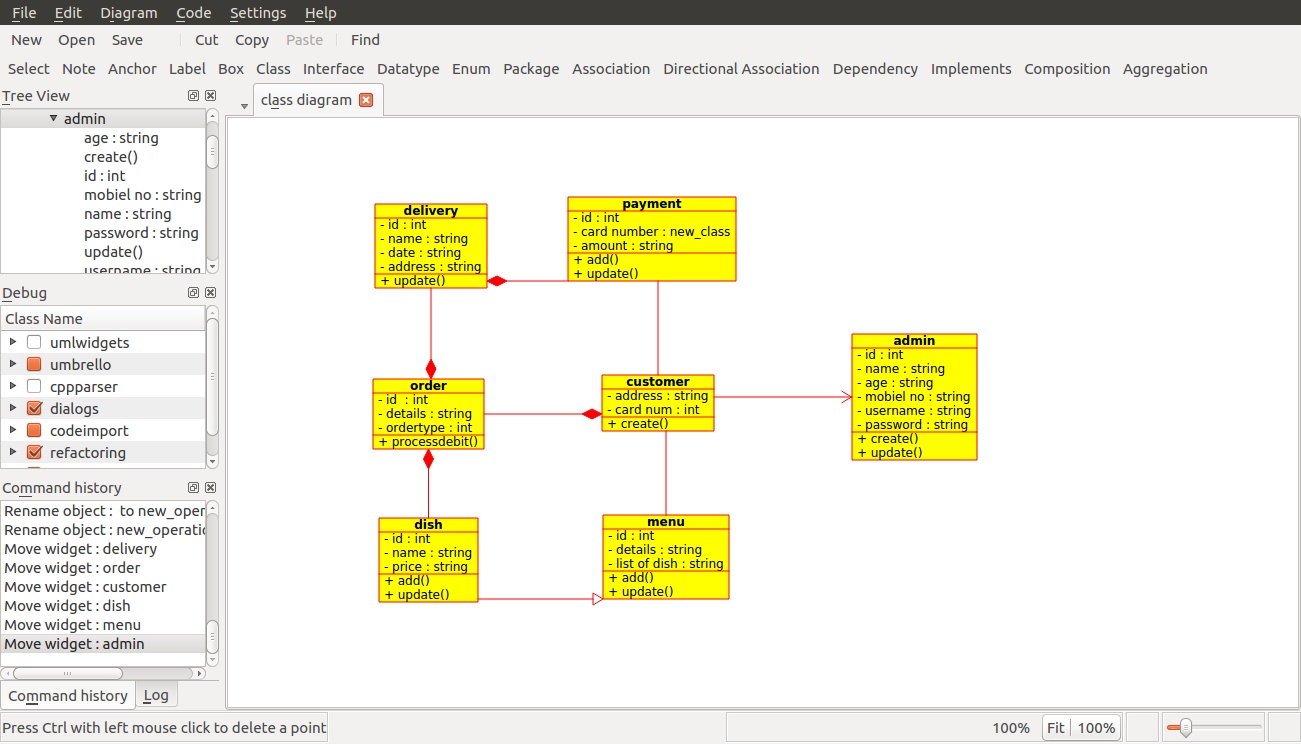 File Edit Diagram Code Settings Help
New Open Save Cut Copy Paste Find
Select Note Anchor Label Box Class Interface Datatype Enum Package Association Directional Association Dependency Implements Composition Aggregation
Tree View
admin
age : string
create()
id : int
mobiel no : string
name : string
password : string
update()
username : string
Debug
Class Name
umlwidgets
umbrello
cppparser
dialogs
codeimport
refactoring
Command history
Rename object : to new_oper
Rename object : new_operatio
Move widget : delivery
Move widget : order
Move widget : customer
Move widget : dish
Move widget : menu
Move widget : admin
Command history Log
class diagram
delivery
- id : int
- name : string
- date : string
- address : string
+ update()
payment
- id : int
- card number : new_class
- amount : string
+ add()
+ update()
order
- id : int
- details : string
- ordertype : int
+ processdebit()
customer
- address : string
- card num : int
+ create()
admin
- id : int
- name : string
- age : string
- mobiel no : string
- username : string
- password : string
+ create()
+ update()
dish
- id : int
- name : string
- price : string
+ add()
+ update()
menu
- id : int
- details : string
- list of dish : string
+ add()
+ update()
Press Ctrl with left mouse click to delete a point
100% Fit 100%